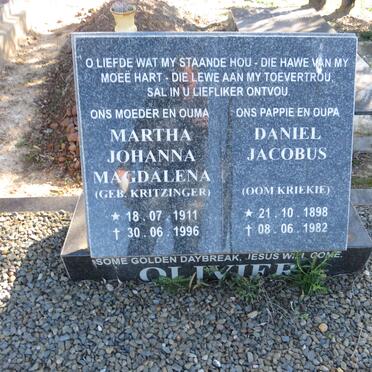 O LIEFDE WAT MY STAANDE HOU - DIE HAWE VAN MY
MOEË HART - DIE LEWE AAN MY TOEVERTROU,
SAL IN U LIEFLIKER ONTVOU.
ONS MOEDER EN OUMA
MARTHA
JOHANNA
MAGDALENA
(GEB. KRITZINGER)
★ 18. 07. 1911
† 30. 06. 1996
ONS PAPPIE EN OUPA
DANIEL
JACOBUS
(OOM KRIEKIE)
★ 21. 10. 1898
† 08. 06. 1982
SOME GOLDEN DAYBREAK, JESUS WILL COME.
OLIVIER